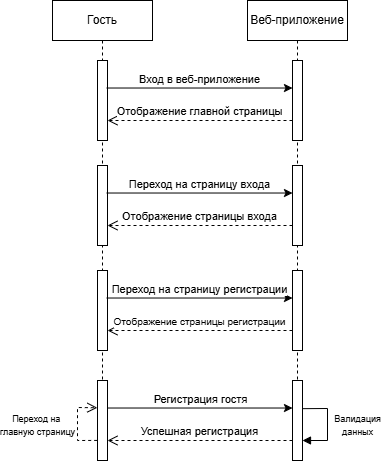 Гость
Веб-приложение
Вход в веб-приложение
Отображение главной страницы
Переход на страницу входа
Отображение страницы входа
Переход на страницу регистрации
Отображение страницы регистрации
Регистрация гостя
Переход на
главную страницу
Валидация
данных
Успешная регистрация